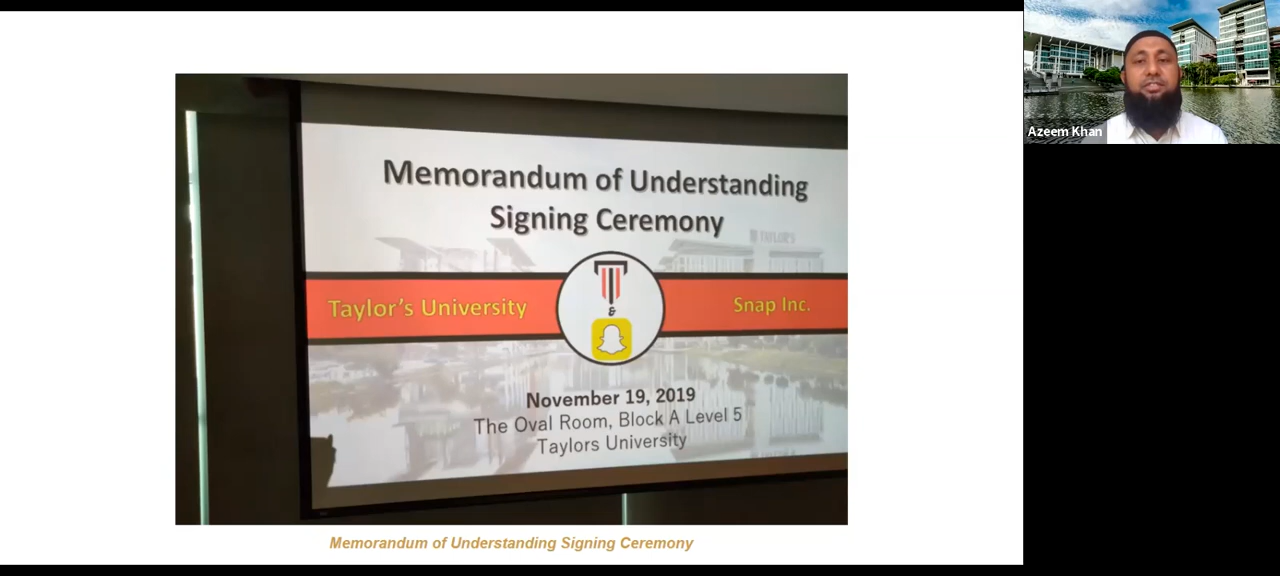 Memorandum of Understanding
Signing Ceremony
TAYLOR'S
Taylor's University
&
Snap Inc.
November 19, 2019
The Oval Room, Block A Level 5
Taylors University
Memorandum of Understanding Signing Ceremony
Azeem Khan